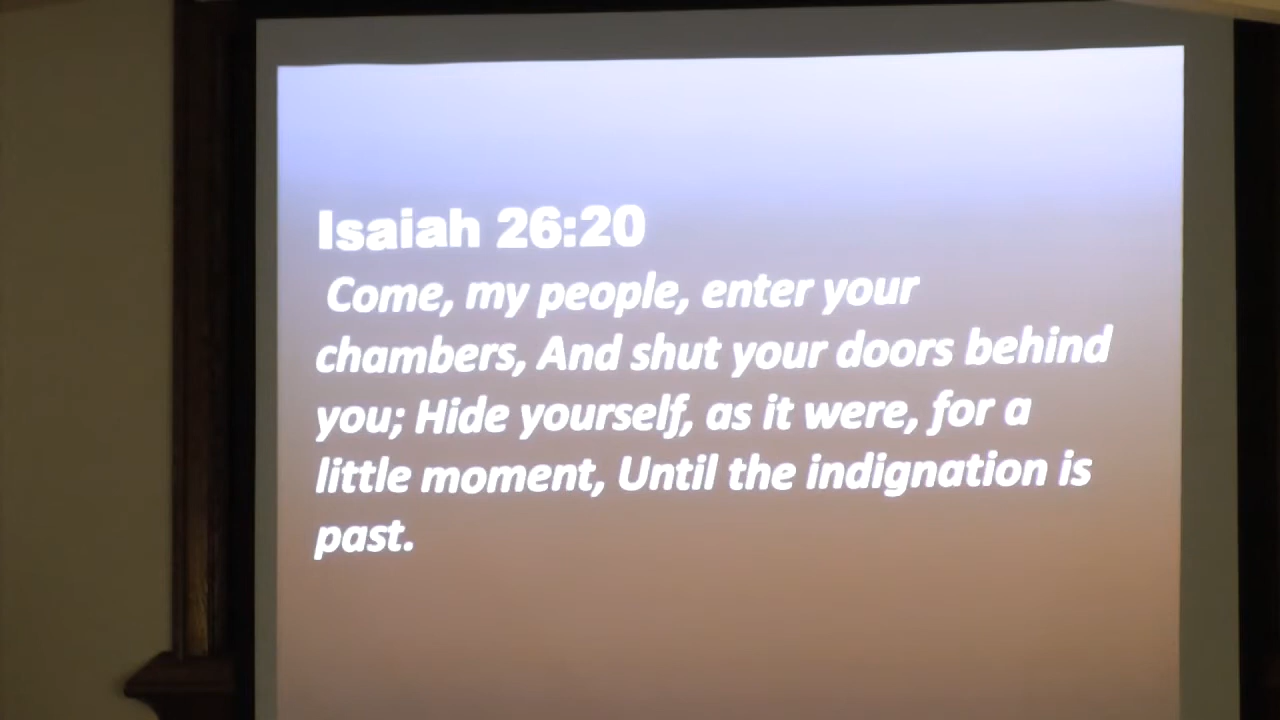 Isaiah 26:20
Come, my people, enter your
chambers, And shut your doors behind
you; Hide yourself, as it were, for a
little moment, Until the indignation is
past.